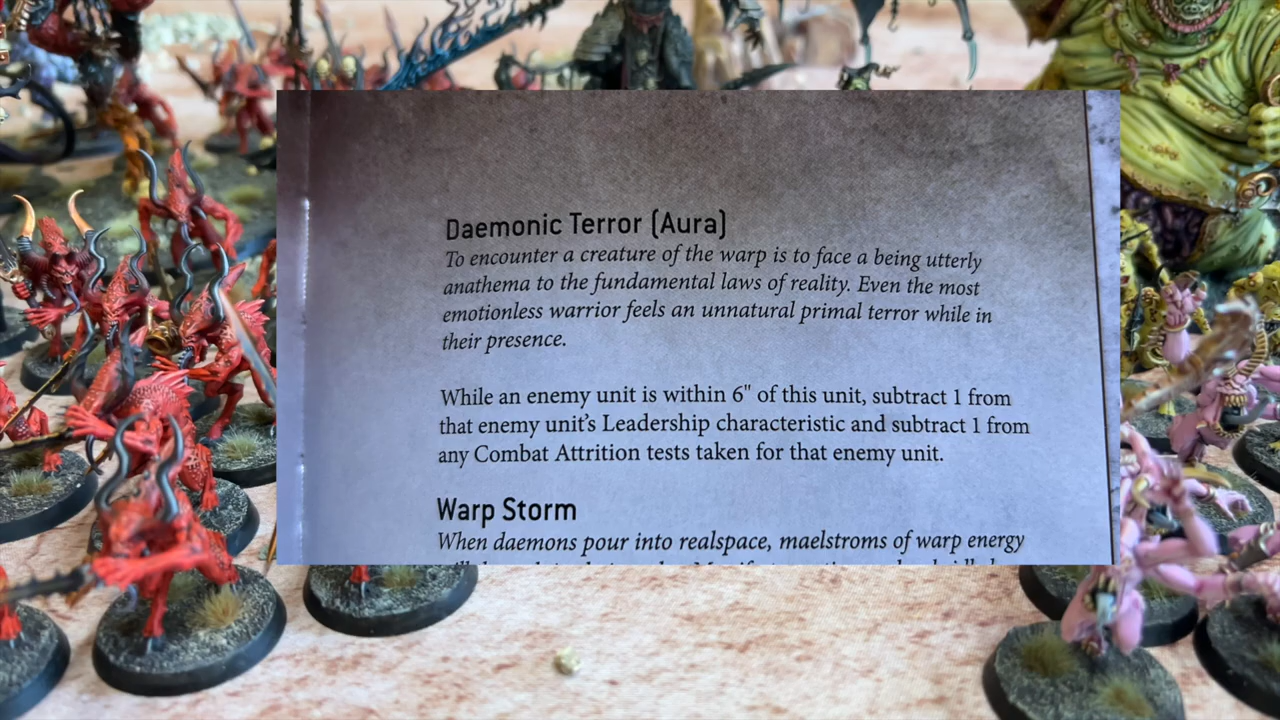 Daemonic Terror (Aura)
To encounter a creature of the warp is to face a being utterly
anathema to the fundamental laws of reality. Even the most
emotionless warrior feels an unnatural primal terror while in
their presence.
While an enemy unit is within 6" of this unit, subtract 1 from
that enemy unit's Leadership characteristic and subtract 1 from
any Combat Attrition tests taken for that enemy unit.
Warp Storm
When daemons pour into realspace, maelstroms of warp energy